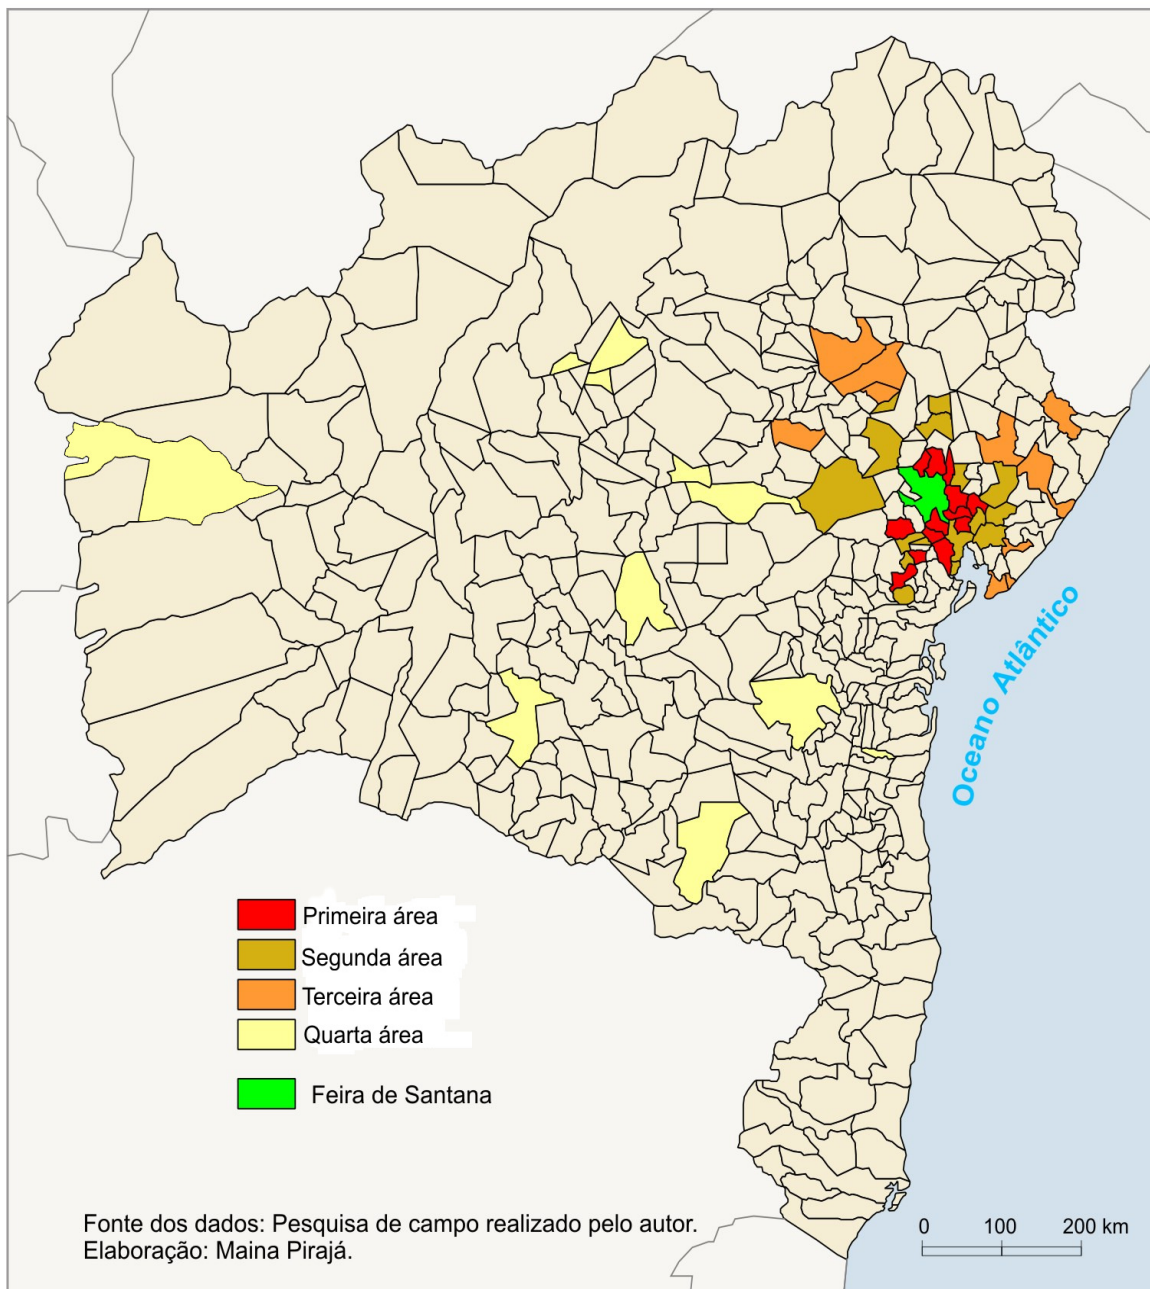 Oceano Atlântico
Primeira área
Segunda área
Terceira área
Quarta área
Feira de Santana
Fonte dos dados: Pesquisa de campo realizado pelo autor.
Elaboração: Maina Pirajá.
0 100 200 km